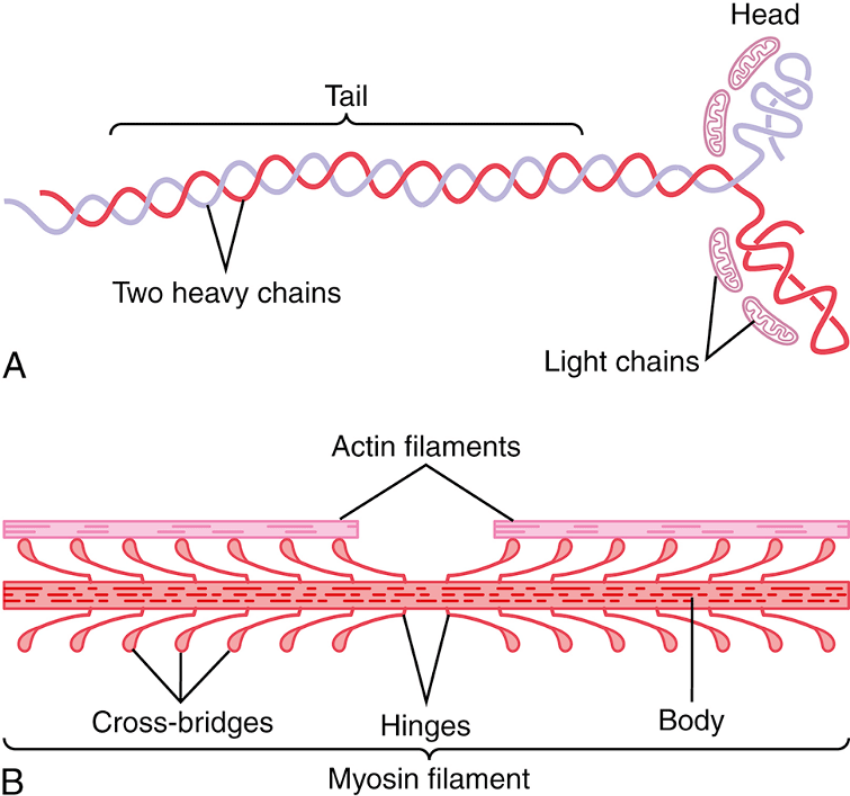 Head
Tail
Two heavy chains
Light chains
A
Actin filaments
Cross-bridges
Hinges
Body
Myosin filament
B